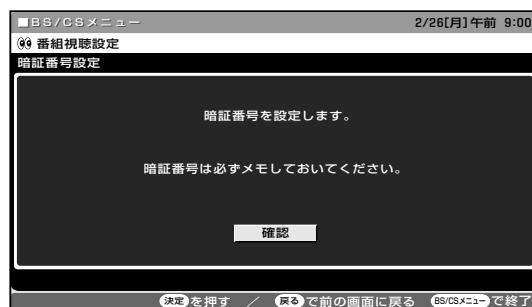 ■BS/CSメニュー 2/26[月]午前 9:00
番組視聴設定
暗証番号設定
暗証番号を設定します。
暗証番号は必ずメモしておいてください。
確認
決定を押す / 戻るで前の画面に戻る BS/CSメニューで終了